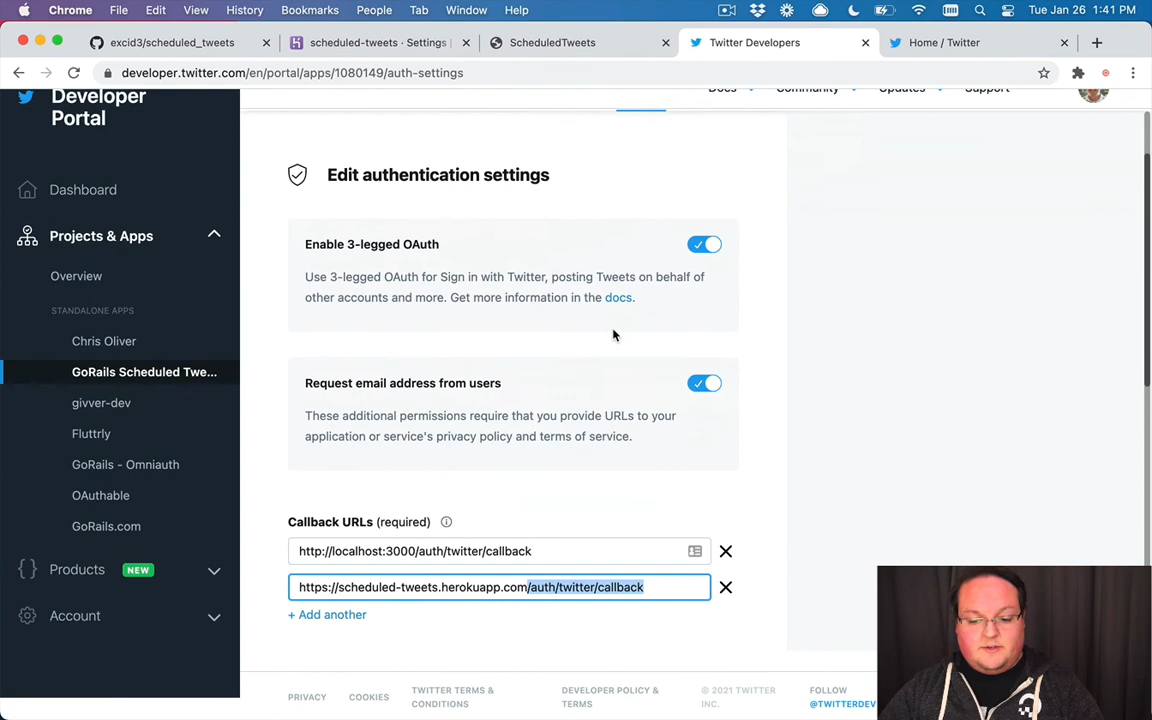 Chrome File Edit View History Bookmarks People Tab Window Help Tue Jan 26 1:41 PM
excid3/scheduled_tweets scheduled-tweets · Settings ScheduledTweets Twitter Developers Home / Twitter
developer.twitter.com/en/portal/apps/1080149/auth-settings
Developer
Portal
Docs Community Updates Support
Dashboard
Projects & Apps
Overview
STANDALONE APPS
Chris Oliver
GoRails Scheduled Twe...
givver-dev
Fluttrly
GoRails - Omniauth
OAuthable
GoRails.com
Products NEW
Account
Edit authentication settings
Enable 3-legged OAuth
Use 3-legged OAuth for Sign in with Twitter, posting Tweets on behalf of
other accounts and more. Get more information in the docs.
Request email address from users
These additional permissions require that you provide URLs to your
application or service's privacy policy and terms of service.
Callback URLs (required)
http://localhost:3000/auth/twitter/callback
https://scheduled-tweets.herokuapp.com/auth/twitter/callback
+ Add another
PRIVACY COOKIES TWITTER TERMS &
CONDITIONS
DEVELOPER POLICY &
TERMS
© 2021 TWITTER
INC.
FOLLOW
@TWITTERDEV